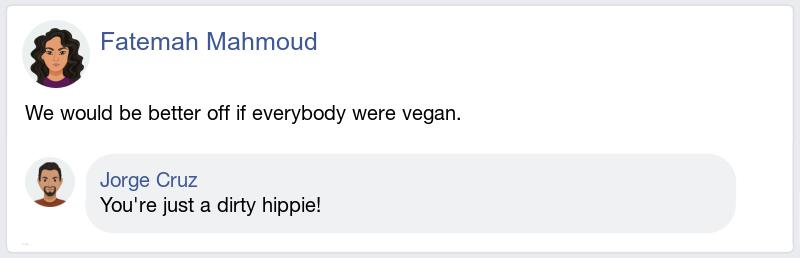 Fatemah Mahmoud
We would be better off if everybody were vegan.
Jorge Cruz
You're just a dirty hippie!